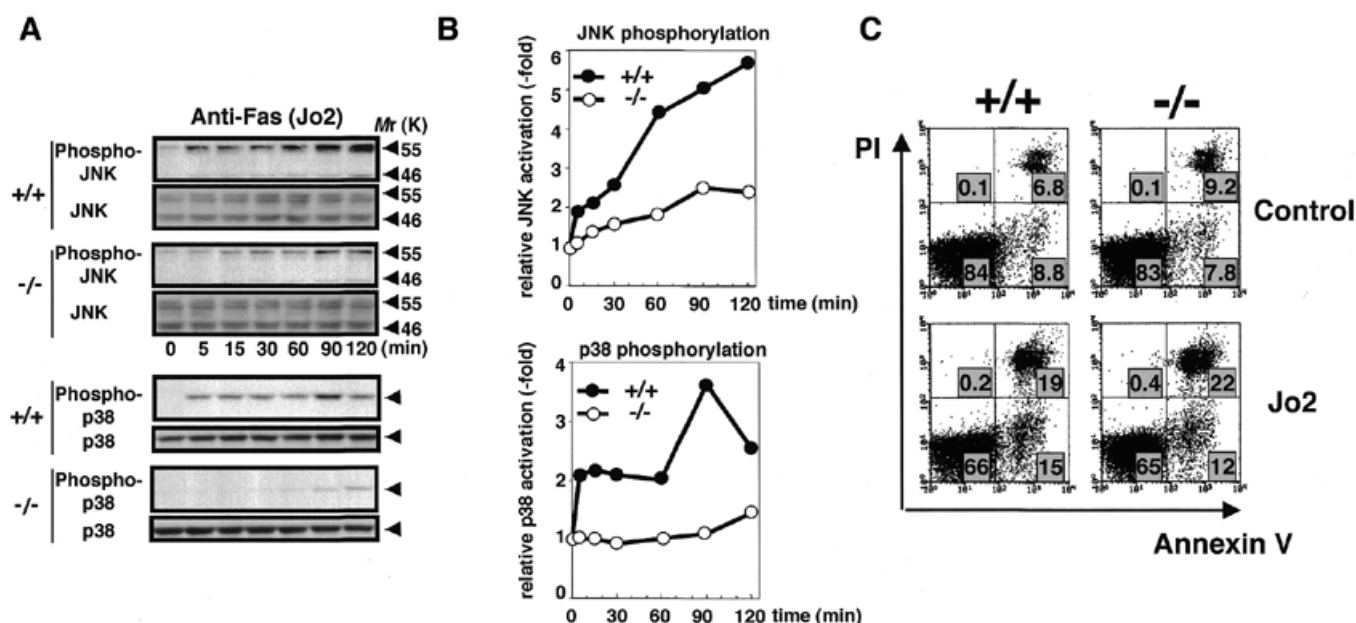 A
Anti-Fas (Jo2)
Mr (K)
+/+
Phospho-
JNK
55
46
JNK
55
46
-/-
Phospho-
JNK
55
46
JNK
55
46
0 5 15 30 60 90 120 (min)
+/+
Phospho-
p38
p38
-/-
Phospho-
p38
p38
B
JNK phosphorylation
relative JNK activation (-fold)
6
5
4
3
2
1
0
+/+
-/-
0 30 60 90 120 time (min)
p38 phosphorylation
relative p38 activation (-fold)
4
3
2
1
0
+/+
-/-
0 30 60 90 120 time (min)
C
+/+ -/-
PI
0.1 6.8
84 8.8
0.1 9.2
83 7.8
Control
0.2 19
66 15
0.4 22
65 12
Jo2
Annexin V